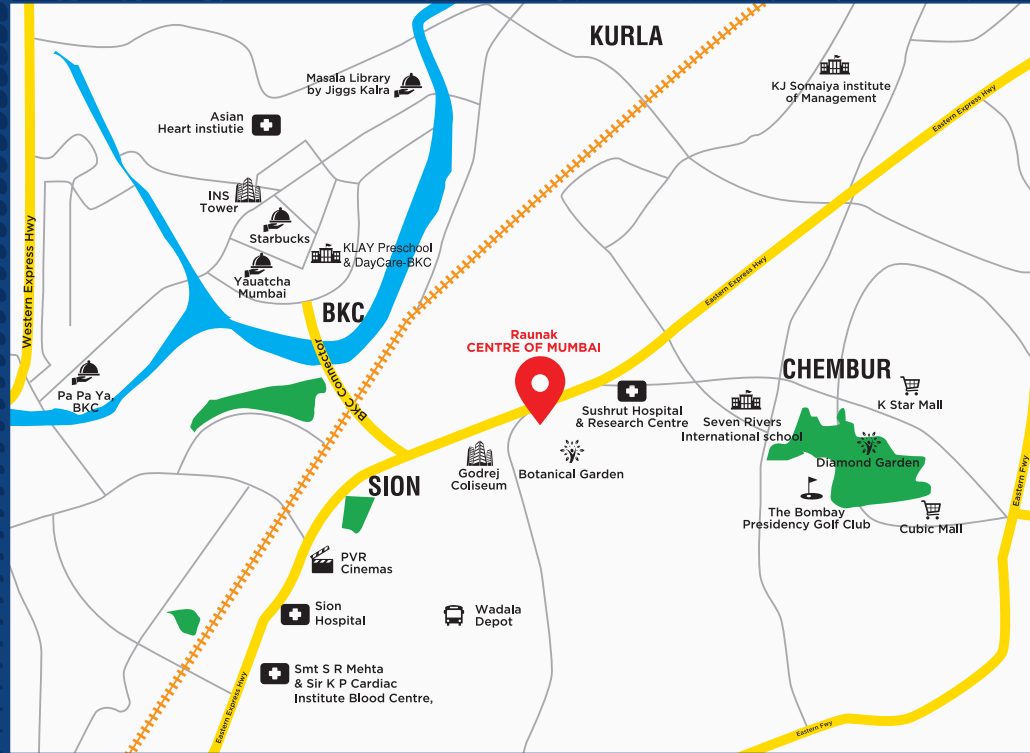 KURLA
Masala Library
by Jiggs Kalra
KJ Somaiya institute
of Management
Asian
Heart instiutie
Eastern Express Hwy
INS
Tower
Starbucks
KLAY Preschool
& DayCare-BKC
Yauatcha
Mumbai
Western Express Hwy
Eastern Express Hwy
BKC
BKC Connector
BKC Connector
Raunak
CENTRE OF MUMBAI
CHEMBUR
Pa Pa Ya,
BKC
K Star Mall
Sushrut Hospital
& Research Centre
Seven Rivers
International school
Diamond Garden
Godrej
Coliseum
Botanical Garden
SION
The Bombay
Presidency Golf Club
Cubic Mall
Eastern Fwy
PVR
Cinemas
Sion
Hospital
Wadala
Depot
Smt S R Mehta
& Sir K P Cardiac
Institute Blood Centre,
Eastern Express Hwy
Eastern Fwy